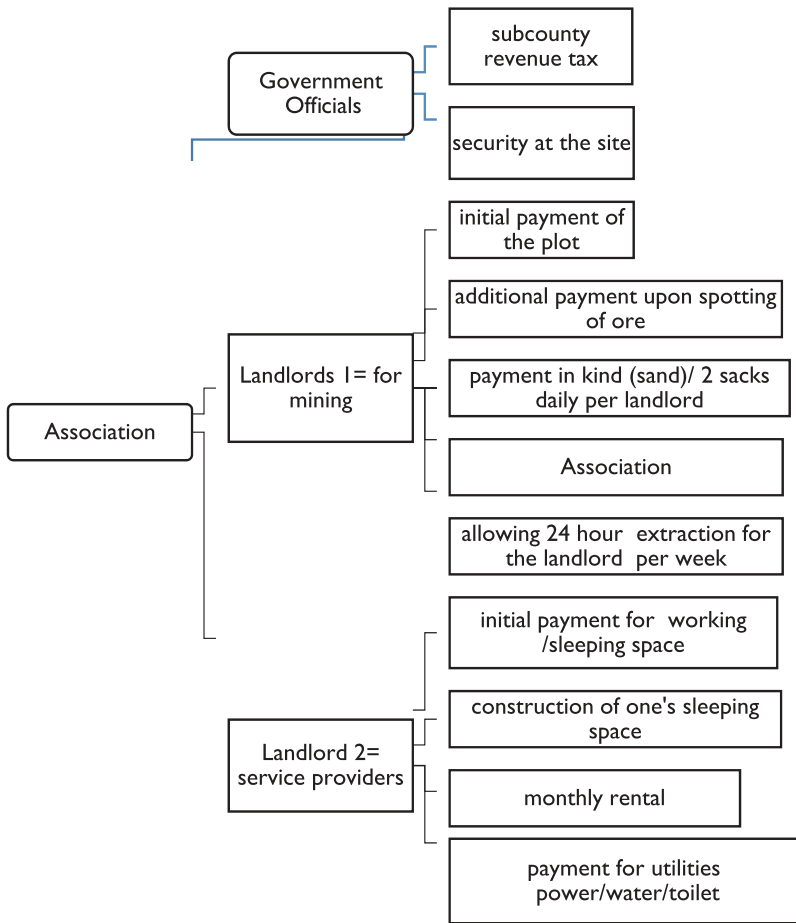 subcounty
revenue tax
Government
Officials
security at the site
initial payment of
the plot
additional payment upon spotting
of ore
Landlords 1= for
mining
payment in kind (sand)/ 2 sacks
daily per landlord
Association
Association
allowing 24 hour  extraction for
the landlord  per week
initial payment for  working
/sleeping space
construction of one's sleeping
space
Landlord 2=
service providers
monthly rental
payment for utilities
power/water/toilet